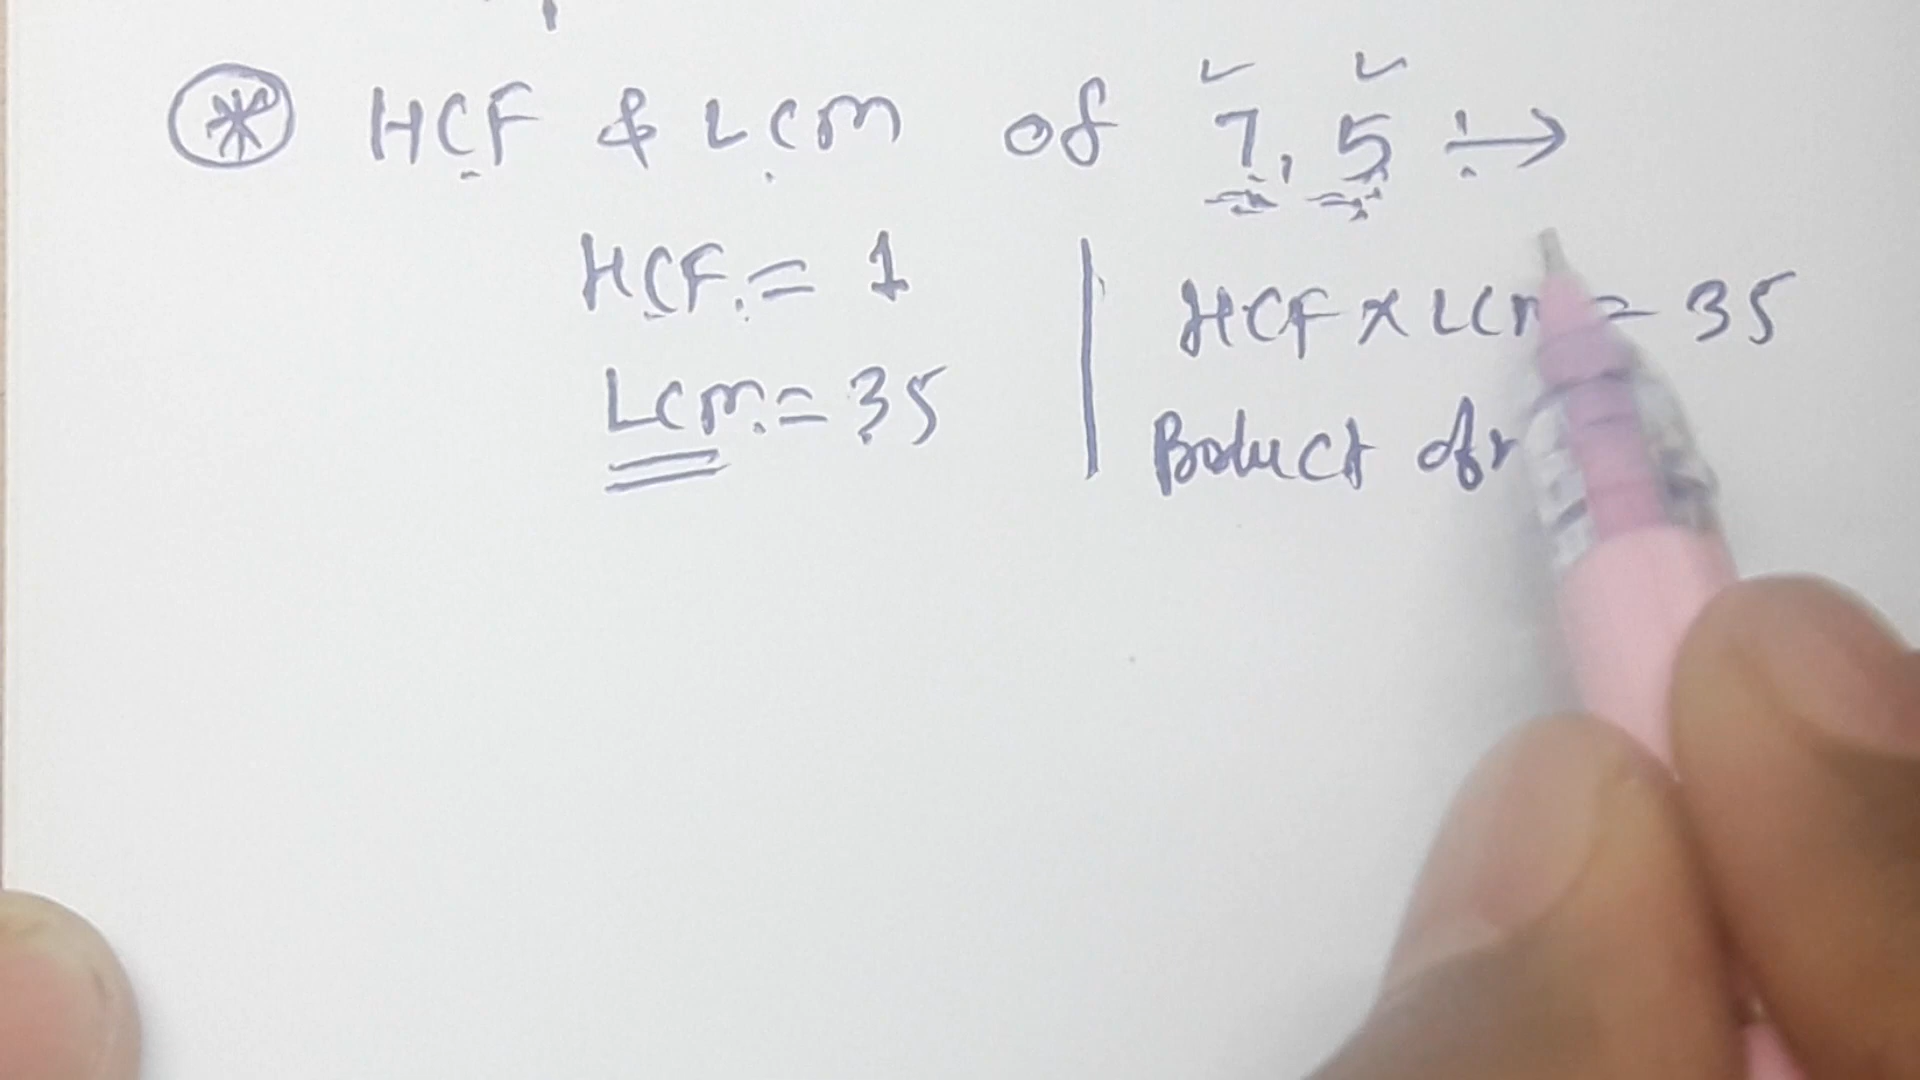 * HCF & LCM of 7, 5 :→
HCF = 1
LCM = 35
HCF x LCM = 35
Product of